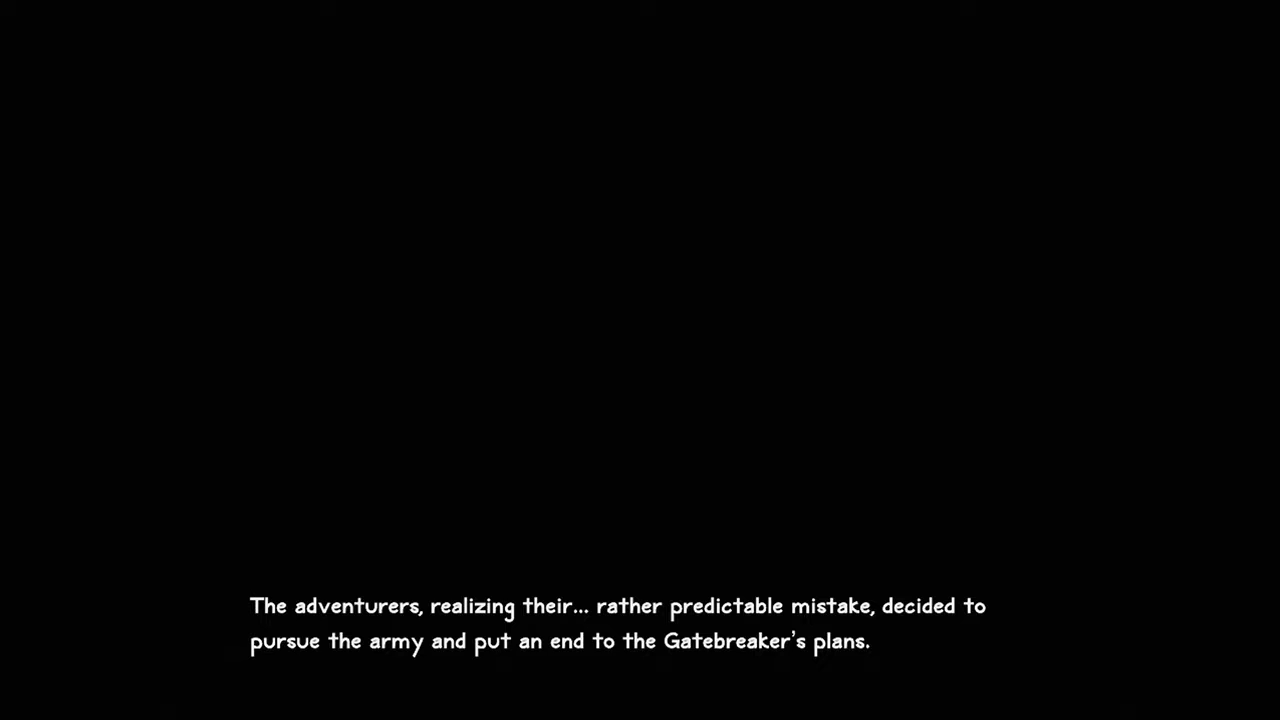 The adventurers, realizing their... rather predictable mistake, decided to
pursue the army and put an end to the Gatebreaker's plans.